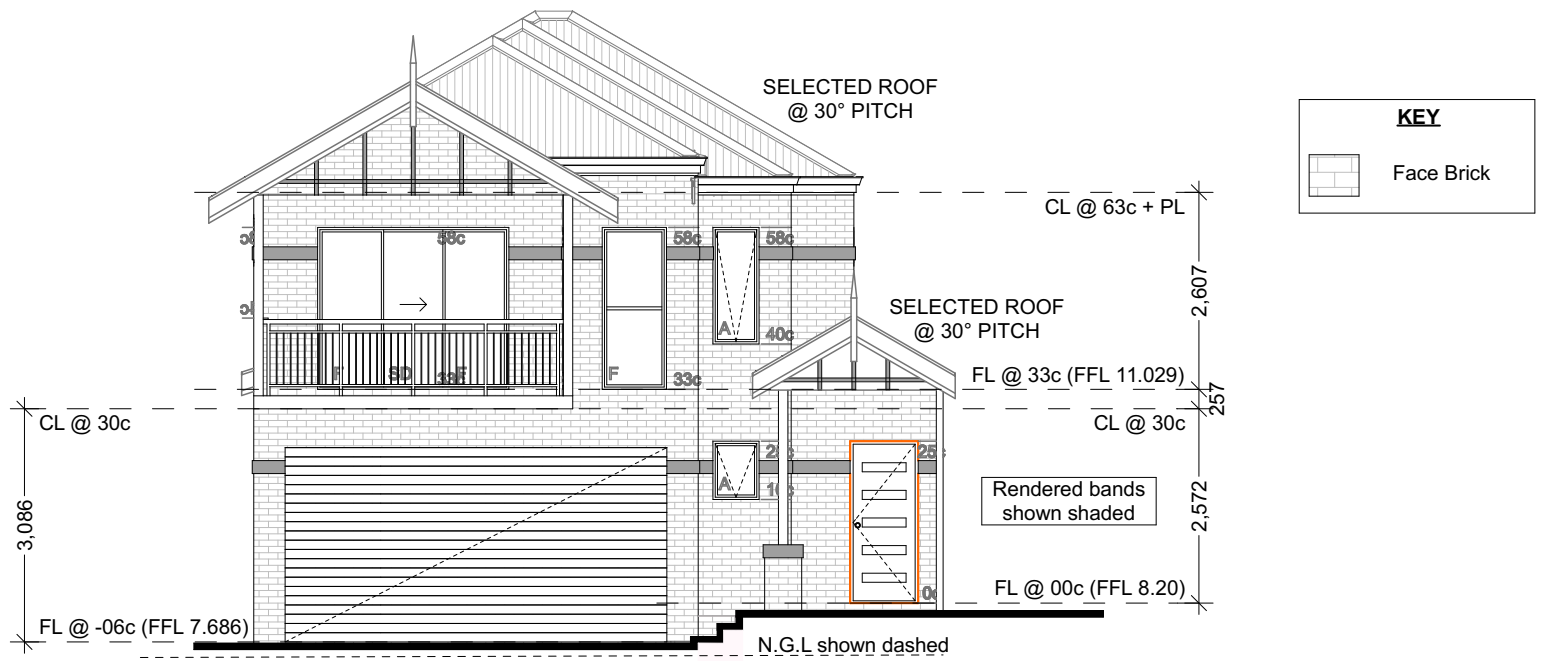 SELECTED ROOF
@ 30° PITCH
KEY
Face Brick
CL @ 63c + PL
58c
58c
58c
2,607
SELECTED ROOF
@ 30° PITCH
A
40c
F
SD
F
33c
F
33c
FL @ 33c (FFL 11.029)
257
CL @ 30c
CL @ 30c
25c
A
Rendered bands
shown shaded
2,572
3,086
FL @ 00c (FFL 8.20)
FL @ -06c (FFL 7.686)
N.G.L shown dashed